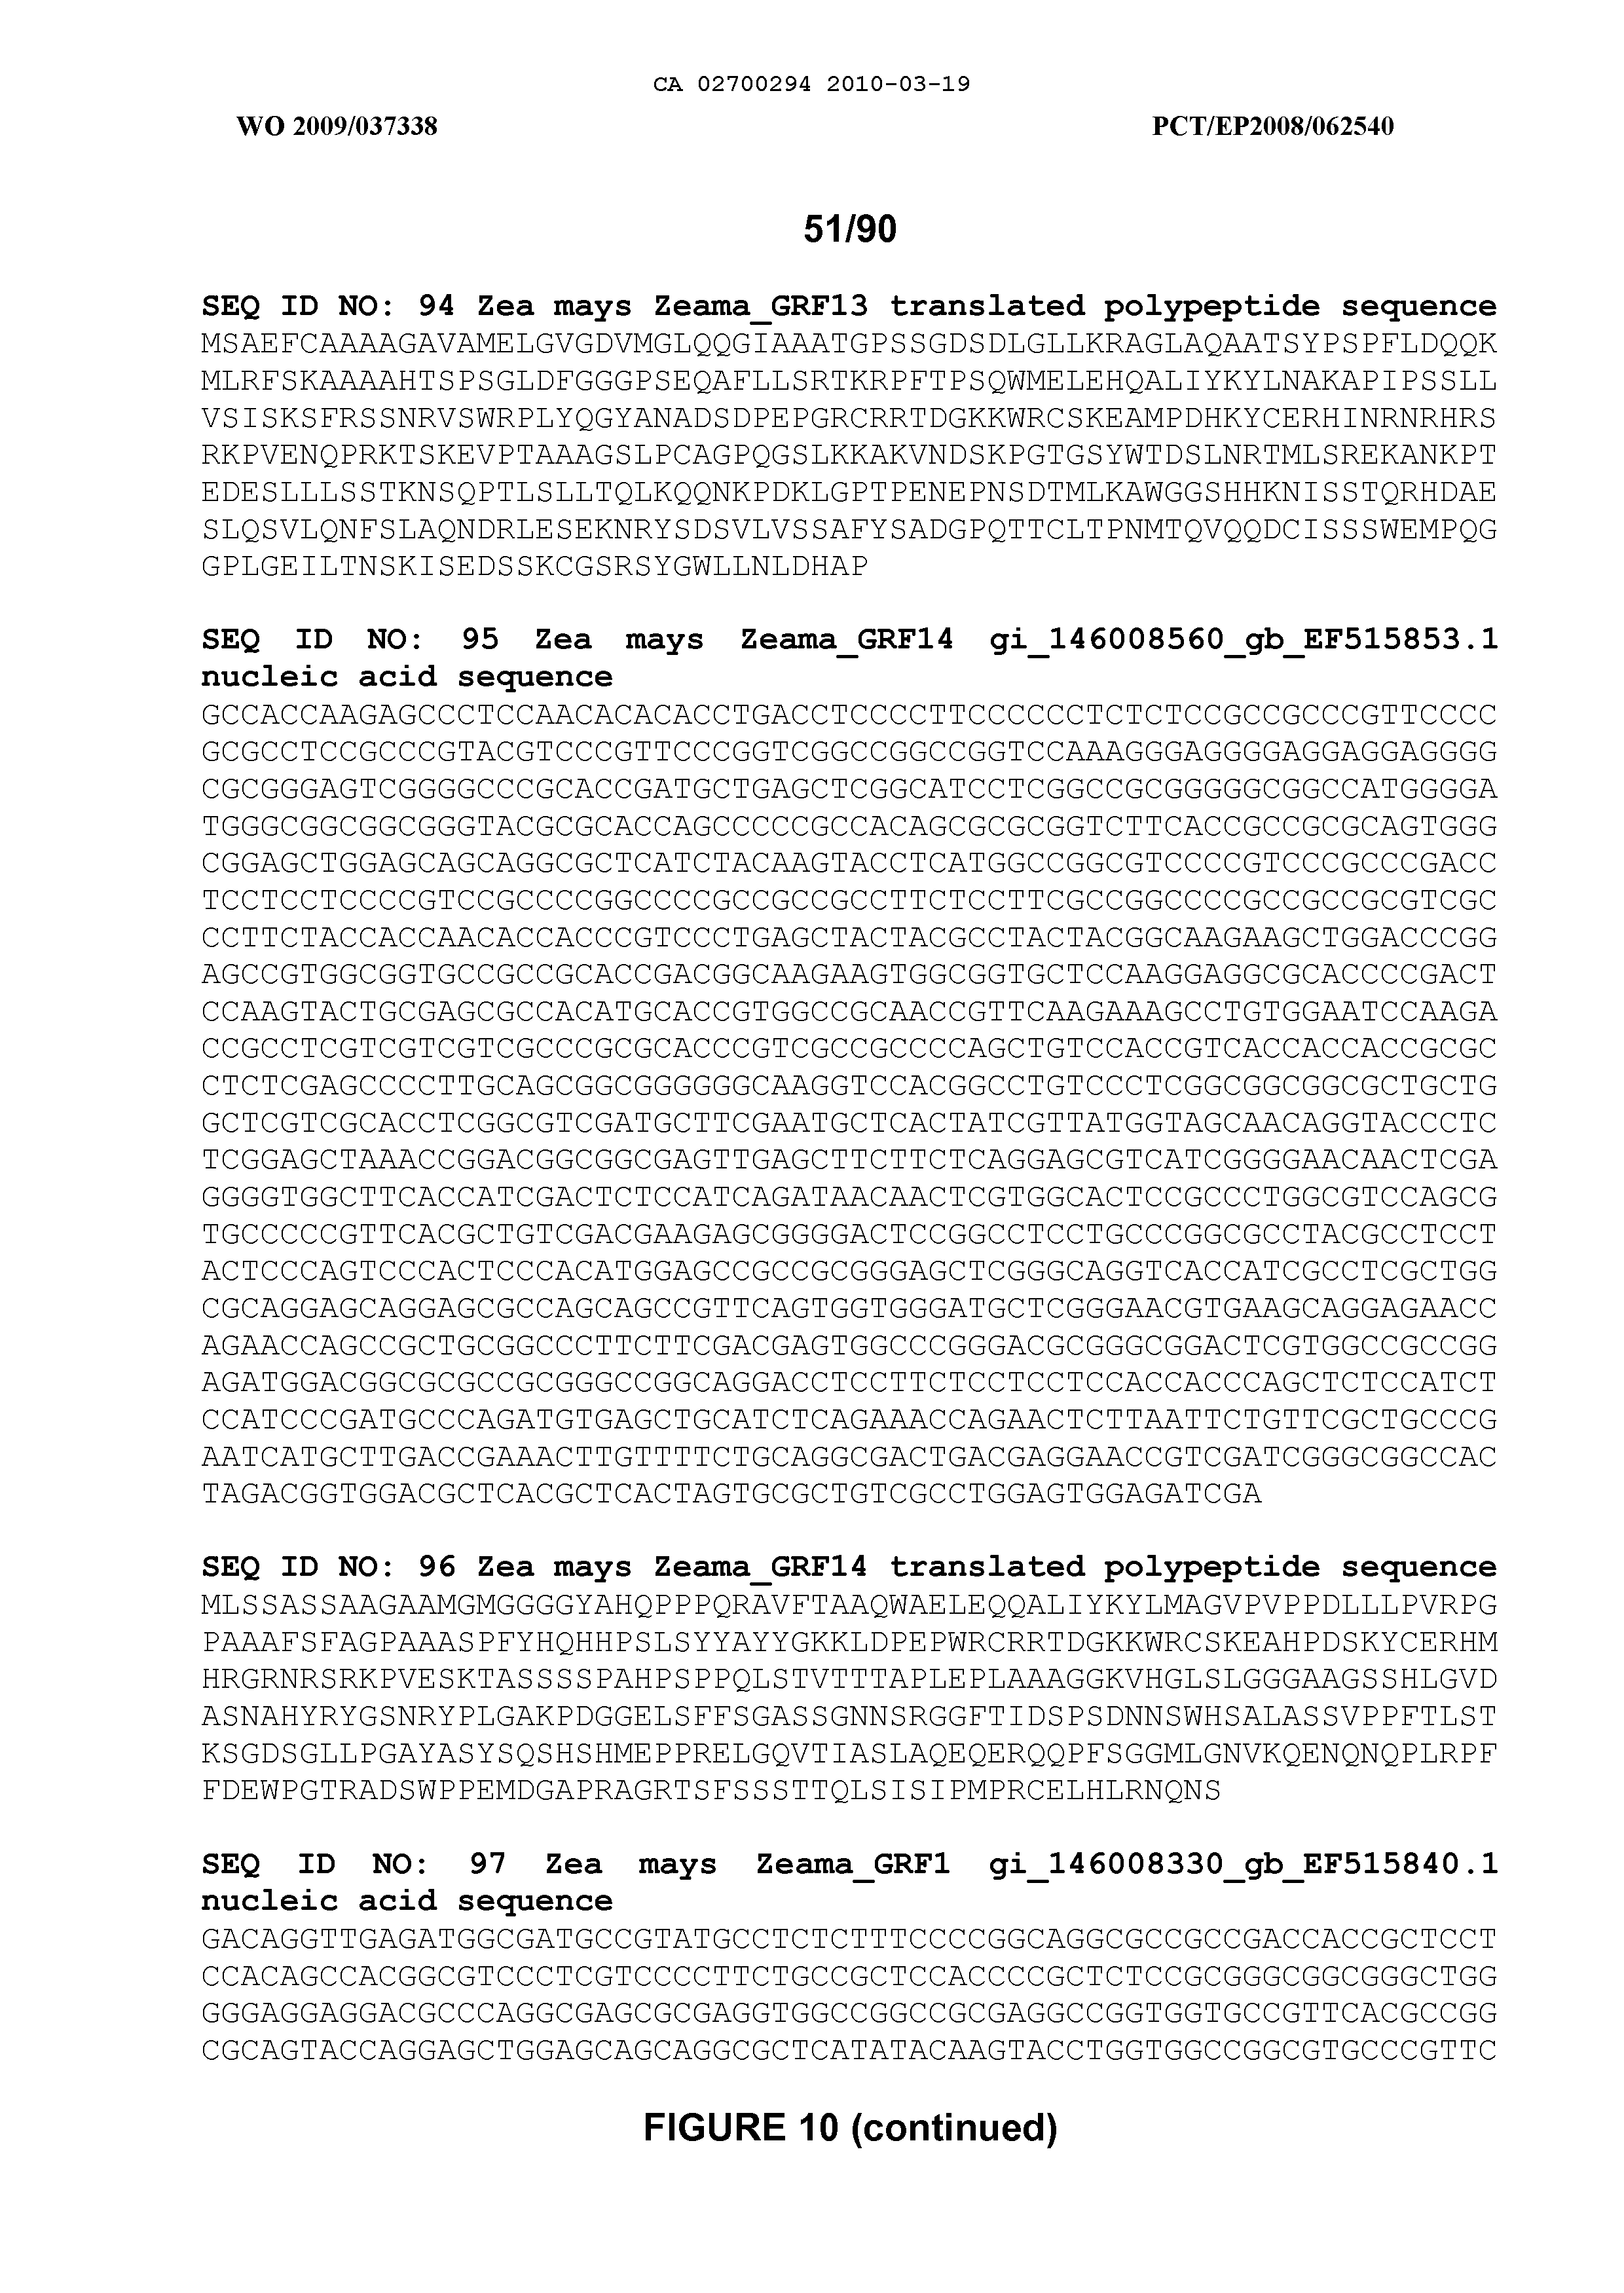 CA 02700294 2010-03-19
WO 2009/037338 PCT/EP2008/062540
51/90
SEQ ID NO: 94 Zea mays Zeama_GRF13 translated polypeptide sequence
MSAEFCAAAAGAVAMELGVGDVMGLQQGIAAATGPSSGDSDLGLLKRAGLAQAATSYPSPFLDQQK
MLRFSKAAAAHTSPSGLDFGGGPSEQAFLLSRTKRPFTPSQWMELEHQALIYKYLNAKAPIPSSLL
VSISKSFRSSNRVSWRPLYQGYANADSDPEPGRCRRTDGKKWRCSKEAMPDHKYCERHINRNRHRS
RKPVENQPRKTSKEVPTAAAGSLPCAGPQGSLKKAKVNDSKPGTGSYWTDSLNRTMLSREKANKPT
EDESLLLSSTKNSQPTLSLLTQLKQQNKPDKLGPTPENEPNSDTMLKAWGGSHHKNISSTQRHDAE
SLQSVLQNFSLAQNDRLESEKNRYSDSVLVSSAFYSADGPQTTCLTPNMTQVQQDCISSSWEMPQG
GPLGEILTNSKISEDSSKCGSRSYGWLLNLDHAP
SEQ ID NO: 95 Zea mays Zeama_GRF14 gi_146008560_gb_EF515853.1
nucleic acid sequence
GCCACCAAGAGCCCTCCAACACACACCTGACCTCCCCTTCCCCCCTCTCTCCGCCGCCCGTTCCCC
GCGCCTCCGCCCGTACGTCCCGTTCCCGGTCGGCCGGCCGGTCCAAAGGGAGGGGAGGAGGAGGGG
CGCGGGAGTCGGGGCCCGCACCGATGCTGAGCTCGGCATCCTCGGCCGCGGGGGCGGCCATGGGGA
TGGGCGGCGGCGGGTACGCGCACCAGCCCCCGCCACAGCGCGCGGTCTTCACCGCCGCGCAGTGGG
CGGAGCTGGAGCAGCAGGCGCTCATCTACAAGTACCTCATGGCCGGCGTCCCCGTCCCGCCCGACC
TCCTCCTCCCCGTCCGCCCCGGCCCCGCCGCCGCCTTCTCCTTCGCCGGCCCCGCCGCCGCGTCGC
CCTTCTACCACCAACACCACCCGTCCCTGAGCTACTACGCCTACTACGGCAAGAAGCTGGACCCGG
AGCCGTGGCGGTGCCGCCGCACCGACGGCAAGAAGTGGCGGTGCTCCAAGGAGGCGCACCCCGACT
CCAAGTACTGCGAGCGCCACATGCACCGTGGCCGCAACCGTTCAAGAAAGCCTGTGGAATCCAAGA
CCGCCTCGTCGTCGTCGCCCGCGCACCCGTCGCCGCCCCAGCTGTCCACCGTCACCACCACCGCGC
CTCTCGAGCCCCTTGCAGCGGCGGGGGGCAAGGTCCACGGCCTGTCCCTCGGCGGCGGCGCTGCTG
GCTCGTCGCACCTCGGCGTCGATGCTTCGAATGCTCACTATCGTTATGGTAGCAACAGGTACCCTC
TCGGAGCTAAACCGGACGGCGGCGAGTTGAGCTTCTTCTCAGGAGCGTCATCGGGGAACAACTCGA
GGGGTGGCTTCACCATCGACTCTCCATCAGATAACAACTCGTGGCACTCCGCCCTGGCGTCCAGCG
TGCCCCCGTTCACGCTGTCGACGAAGAGCGGGGACTCCGGCCTCCTGCCCGGCGCCTACGCCTCCT
ACTCCCAGTCCCACTCCCACATGGAGCCGCCGCGGGAGCTCGGGCAGGTCACCATCGCCTCGCTGG
CGCAGGAGCAGGAGCGCCAGCAGCCGTTCAGTGGTGGGATGCTCGGGAACGTGAAGCAGGAGAACC
AGAACCAGCCGCTGCGGCCCTTCTTCGACGAGTGGCCCGGGACGCGGGCGGACTCGTGGCCGCCGG
AGATGGACGGCGCGCCGCGGGCCGGCAGGACCTCCTTCTCCTCCTCCACCACCCAGCTCTCCATCT
CCATCCCGATGCCCAGATGTGAGCTGCATCTCAGAAACCAGAACTCTTAATTCTGTTCGCTGCCCG
AATCATGCTTGACCGAAACTTGTTTTCTGCAGGCGACTGACGAGGAACCGTCGATCGGGCGGCCAC
TAGACGGTGGACGCTCACGCTCACTAGTGCGCTGTCGCCTGGAGTGGAGATCGA
SEQ ID NO: 96 Zea mays Zeama_GRF14 translated polypeptide sequence
MLSSASSAAGAAMGMGGGGYAHQPPPQRAVFTAAQWAELEQQALIYKYLMAGVPVPPDLLLPVRPG
PAAAFSFAGPAAASPFYHQHHPSLSYYAYYGKKLDPEPWRCRRTDGKKWRCSKEAHPDSKYCERHM
HRGRNRSRKPVESKTASSSSPAHPSPPQLSTVTTTAPLEPLAAAGGKVHGLSLGGGAAGSSHLGVD
ASNAHYRYGSNRYPLGAKPDGGELSFFSGASSGNNSRGGFTIDSPSDNNSWHSALASSVPPFTLST
KSGDSGLLPGAYASYSQSHSHMEPPRELGQVTIASLAQEQERQQPFSGGMLGNVKQENQNQPLRPF
FDEWPGTRADSWPPEMDGAPRAGRTSFSSSTTQLSISIPMPRCELHLRNQNS
SEQ ID NO: 97 Zea mays Zeama_GRF1 gi_146008330_gb_EF515840.1
nucleic acid sequence
GACAGGTTGAGATGGCGATGCCGTATGCCTCTCTTTCCCCGGCAGGCGCCGCCGACCACCGCTCCT
CCACAGCCACGGCGTCCCTCGTCCCCTTCTGCCGCTCCACCCCGCTCTCCGCGGGCGGCGGGCTGG
GGGAGGAGGACGCCCAGGCGAGCGCGAGGTGGCCGGCCGCGAGGCCGGTGGTGCCGTTCACGCCGG
CGCAGTACCAGGAGCTGGAGCAGCAGGCGCTCATATACAAGTACCTGGTGGCCGGCGTGCCCGTTC
FIGURE 10 (continued)